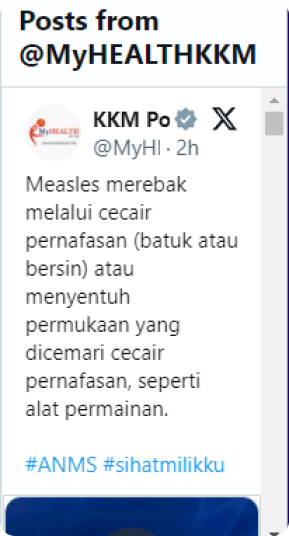 Posts from
@MyHEALTHKKM
KKM Po
@MyHI · 2h
Measles merebak
melalui cecair
pernafasan (batuk atau
bersin) atau
menyentuh
permukaan yang
dicemari cecair
pernafasan, seperti
alat permainan.
#ANMS #sihatmilikku